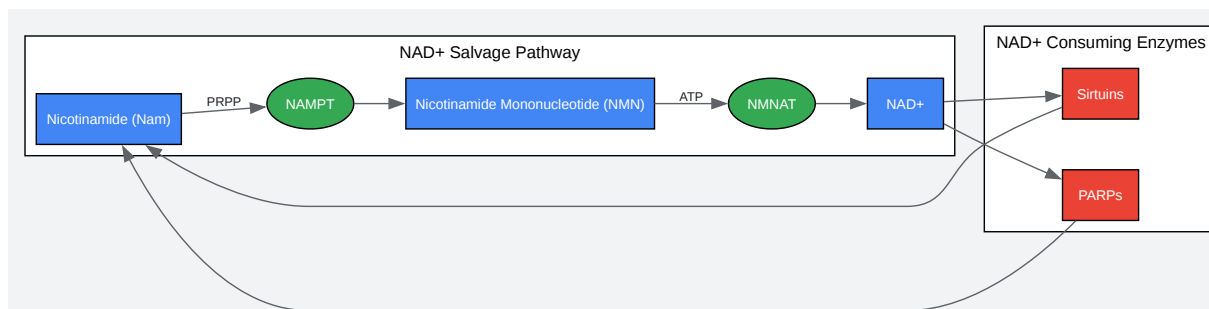 NAD+ Salvage Pathway
NAD+ Consuming Enzymes
Nicotinamide (Nam)
PRPP
NAMPT
Nicotinamide Mononucleotide (NMN)
ATP
NMNAT
NAD+
Sirtuins
PARPs